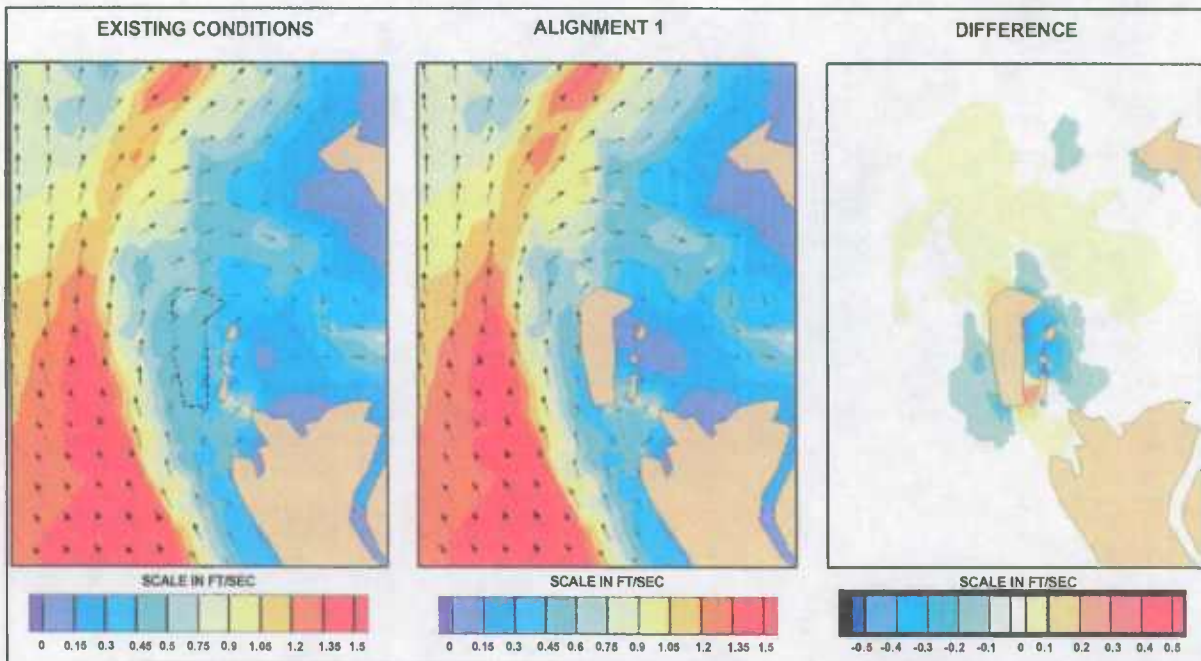 EXISTING CONDITIONS
ALIGNMENT 1
DIFFERENCE
SCALE IN FT/SEC
0 0.15 0.3 0.45 0.5 0.75 0.9 1.05 1.2 1.35 1.5
SCALE IN FT/SEC
0 0.15 0.3 0.45 0.6 0.75 0.9 1.05 1.2 1.35 1.5
SCALE IN FT/SEC
-0.5 -0.4 -0.3 -0.2 -0.1 0 0.1 0.2 0.3 0.4 0.5